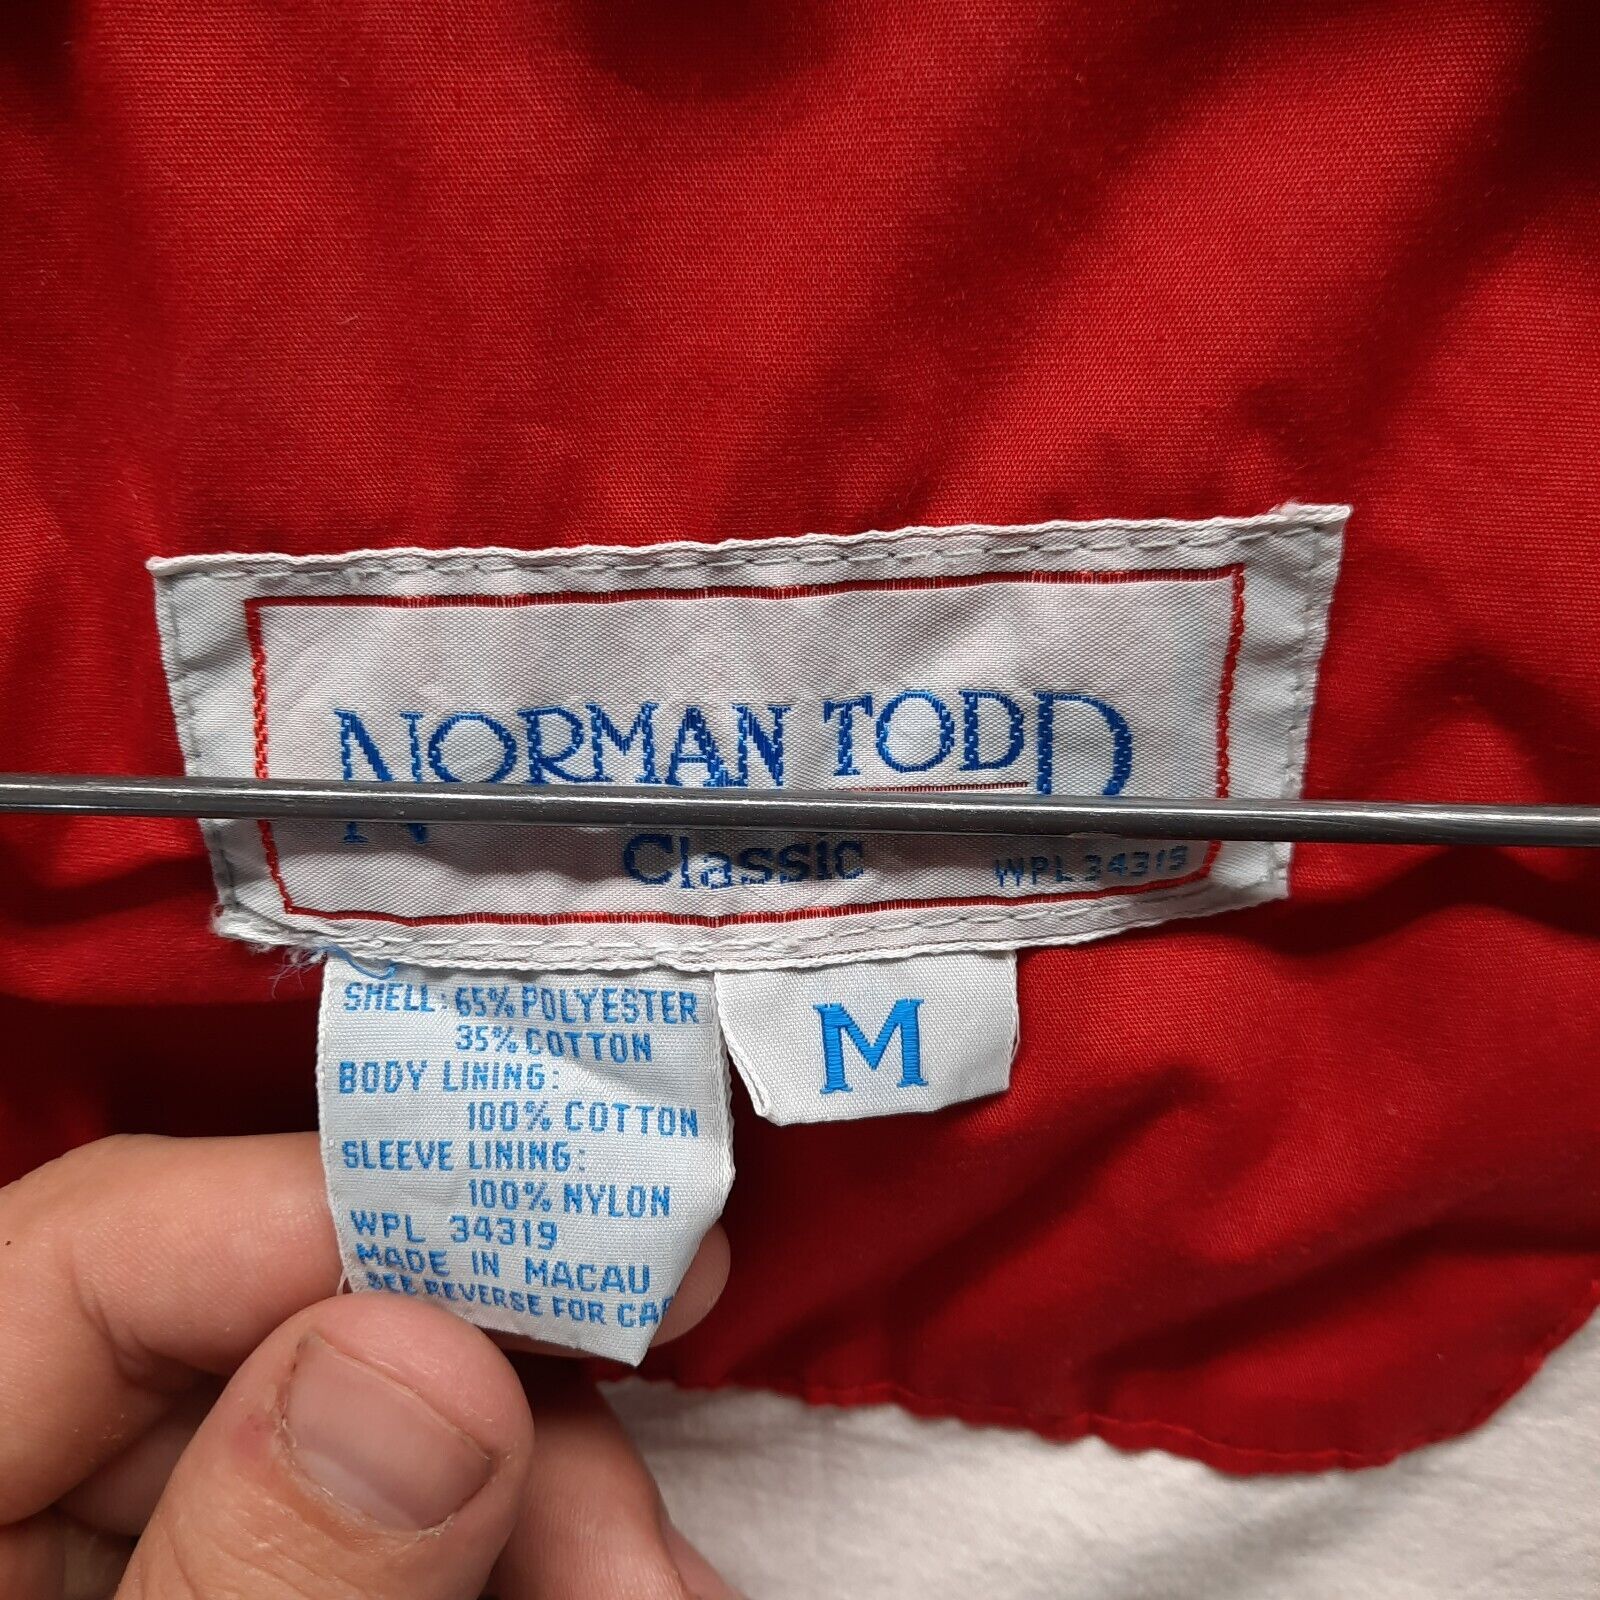 NORMAN TODD
Classic
WPL 34319
SHELL: 65% POLYESTER
35% COTTON
BODY LINING:
100% COTTON
SLEEVE LINING:
100% NYLON
WPL 34319
MADE IN MACAU
SEE REVERSE FOR
M